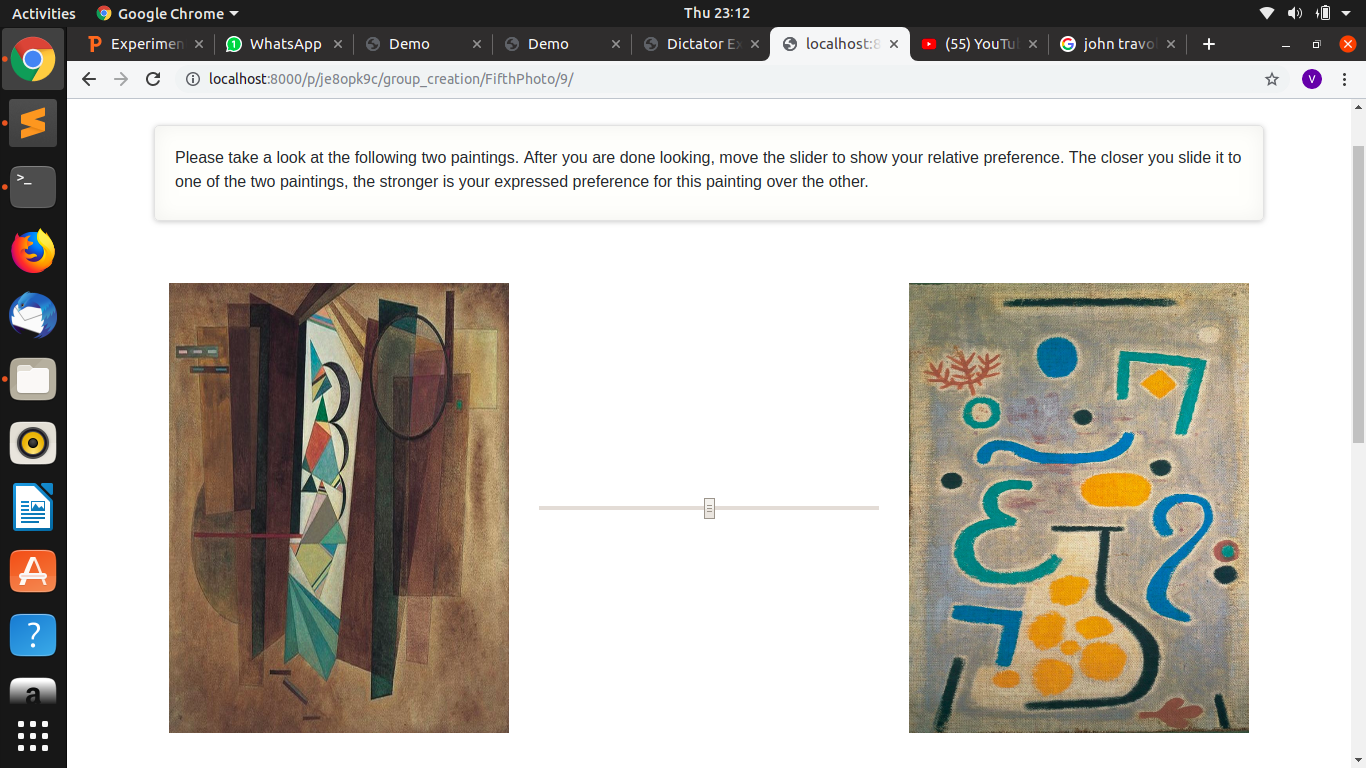 Activities Google Chrome Thu 23:12
Experimen WhatsApp Demo Demo Dictator Ex localhost:8 (55) YouTu john travo
localhost:8000/p/je8opk9c/group_creation/FifthPhoto/9/ V
Please take a look at the following two paintings. After you are done looking, move the slider to show your relative preference. The closer you slide it to
one of the two paintings, the stronger is your expressed preference for this painting over the other.